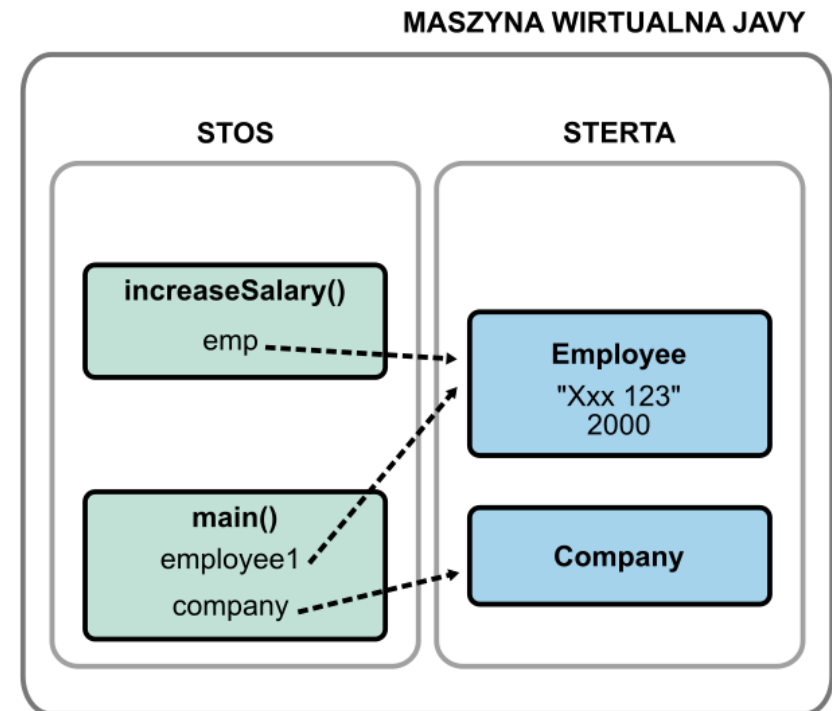 MASZYNA WIRTUALNA JAVY
STOS
STERTA
increaseSalary()
emp
main()
employee1
company
Employee
"Xxx 123"
2000
Company